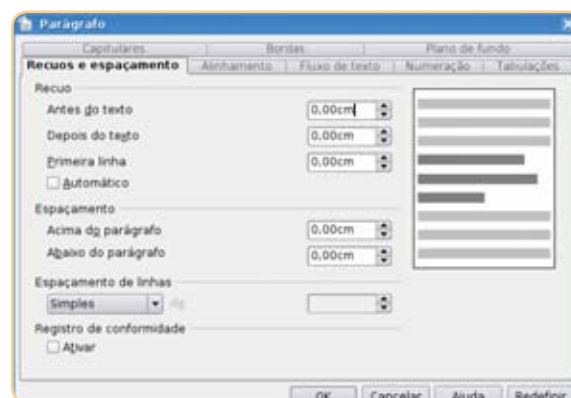 Parágrafo
Capitulares Bordas Plano de fundo
Recuos e espaçamento Alinhamento Fluxo de texto Numeração Tabulações
Recuo
Antes do texto 0,00cm
Depois do texto 0,00cm
Primeira linha 0,00cm
Automático
Espaçamento
Acima do parágrafo 0,00cm
Abaixo do parágrafo 0,00cm
Espaçamento de linhas
Simples de
Registro de conformidade
Ativar
OK Cancelar Ajuda Redefinir